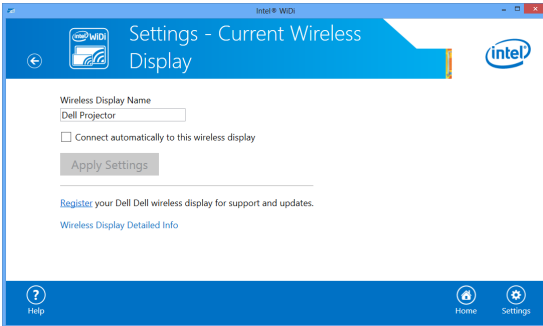 Intel® WiDi
intel WiDi
Settings - Current Wireless
Display
intel
Wireless Display Name
Dell Projector
Connect automatically to this wireless display
Apply Settings
Register your Dell Dell wireless display for support and updates.
Wireless Display Detailed Info
?
Help
Home
Settings